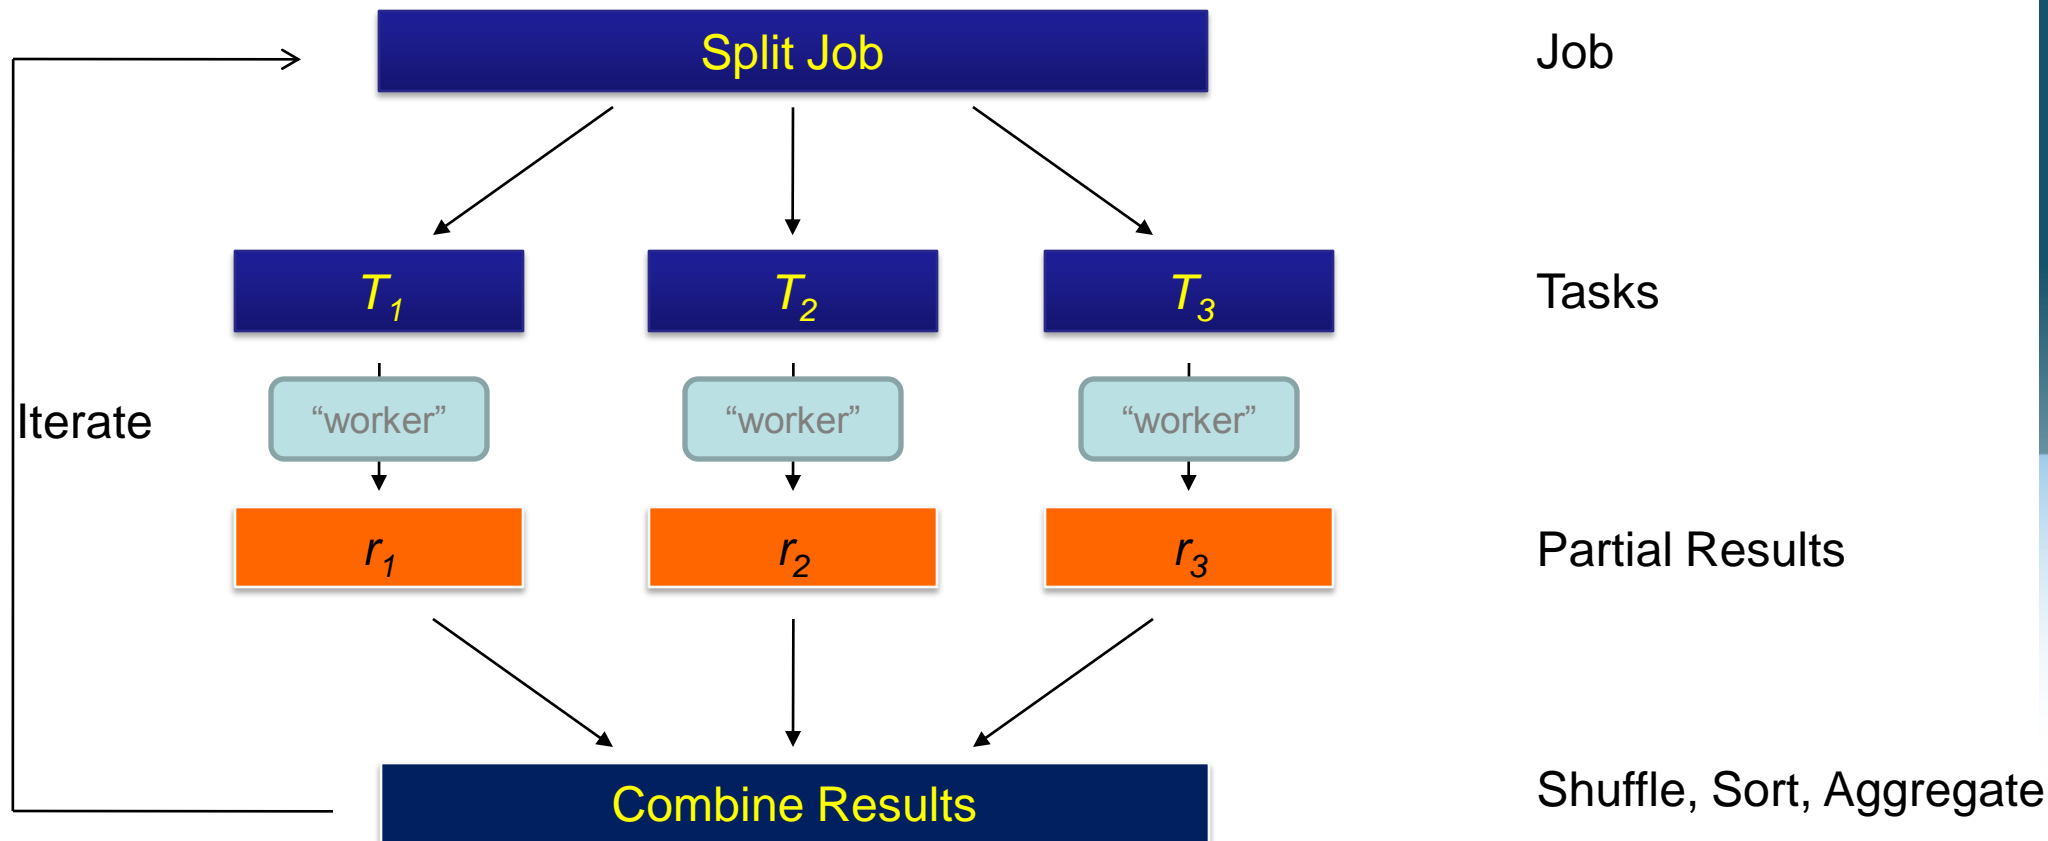 Split Job
Job
T1
T2
T3
Tasks
Iterate
“worker”
“worker”
“worker”
r1
r2
r3
Partial Results
Combine Results
Shuffle, Sort, Aggregate